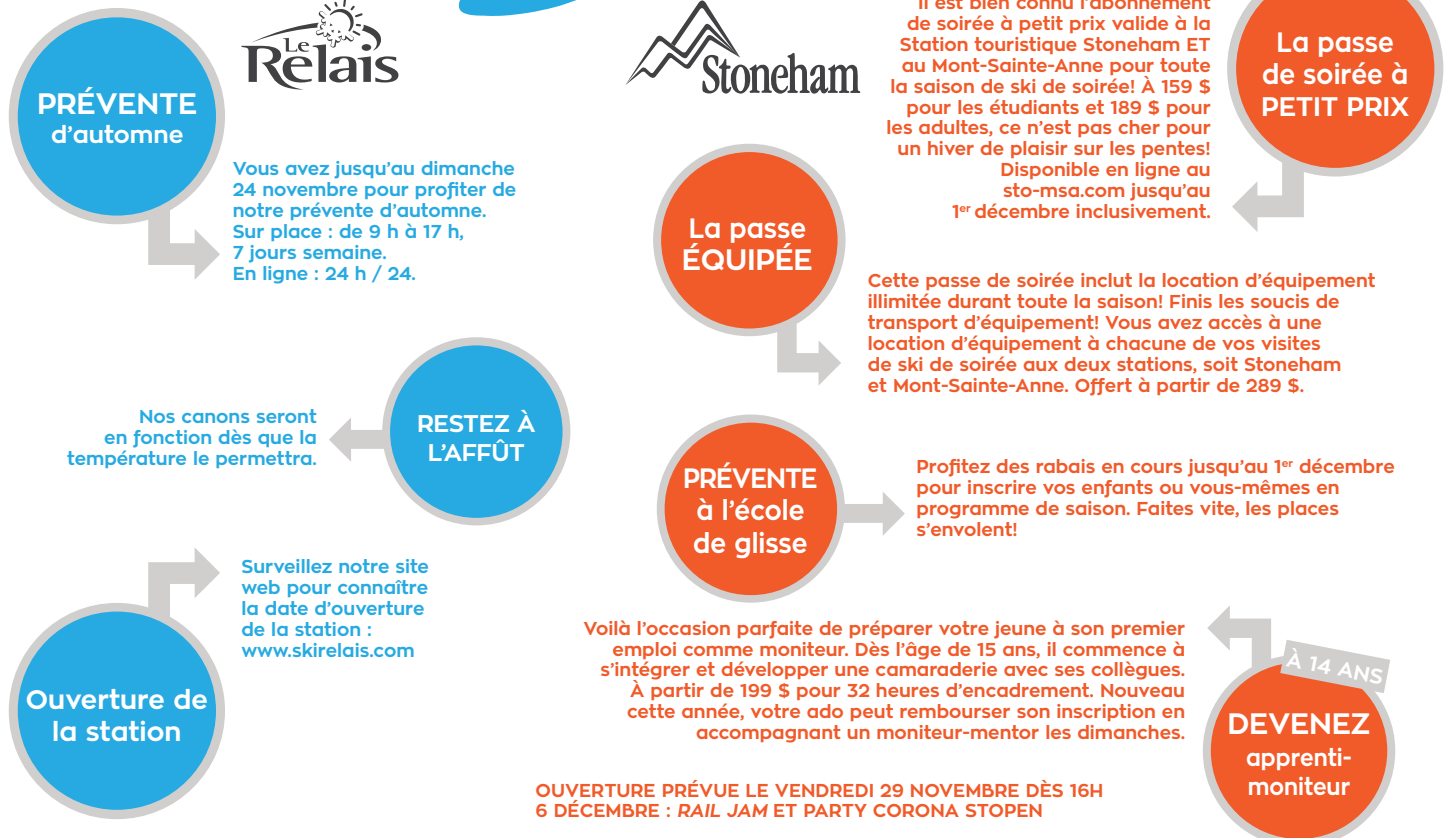 Le
Relais
PRÉVENTE
d'automne
Vous avez jusqu'au dimanche
24 novembre pour profiter de
notre prévente d'automne.
Sur place : de 9 h à 17 h,
7 jours semaine.
En ligne : 24 h / 24.
RESTEZ À
L'AFFÛT
Nos canons seront
en fonction dès que la
température le permettra.
Ouverture de
la station
Surveillez notre site
web pour connaître
la date d'ouverture
de la station :
www.skirelais.com
Stoneham
La passe
de soirée à
PETIT PRIX
Il est bien connu l'abonnement
de soirée à petit prix valide à la
Station touristique Stoneham ET
au Mont-Sainte-Anne pour toute
la saison de ski de soirée! À 159 $
pour les étudiants et 189 $ pour
les adultes, ce n'est pas cher pour
un hiver de plaisir sur les pentes!
Disponible en ligne au
sto-msa.com jusqu'au
1er décembre inclusivement.
La passe
ÉQUIPÉE
Cette passe de soirée inclut la location d'équipement
illimitée durant toute la saison! Finis les soucis de
transport d'équipement! Vous avez accès à une
location d'équipement à chacune de vos visites
de ski de soirée aux deux stations, soit Stoneham
et Mont-Sainte-Anne. Offert à partir de 289 $.
PRÉVENTE
à l'école
de glisse
Profitez des rabais en cours jusqu'au 1er décembre
pour inscrire vos enfants ou vous-mêmes en
programme de saison. Faites vite, les places
s'envolent!
À 14 ANS
DEVENEZ
apprenti-
moniteur
Voilà l'occasion parfaite de préparer votre jeune à son premier
emploi comme moniteur. Dès l'âge de 15 ans, il commence à
s'intégrer et développer une camaraderie avec ses collègues.
À partir de 199 $ pour 32 heures d'encadrement. Nouveau
cette année, votre ado peut rembourser son inscription en
accompagnant un moniteur-mentor les dimanches.
OUVERTURE PRÉVUE LE VENDREDI 29 NOVEMBRE DÈS 16H
6 DÉCEMBRE : RAIL JAM ET PARTY CORONA STOPEN